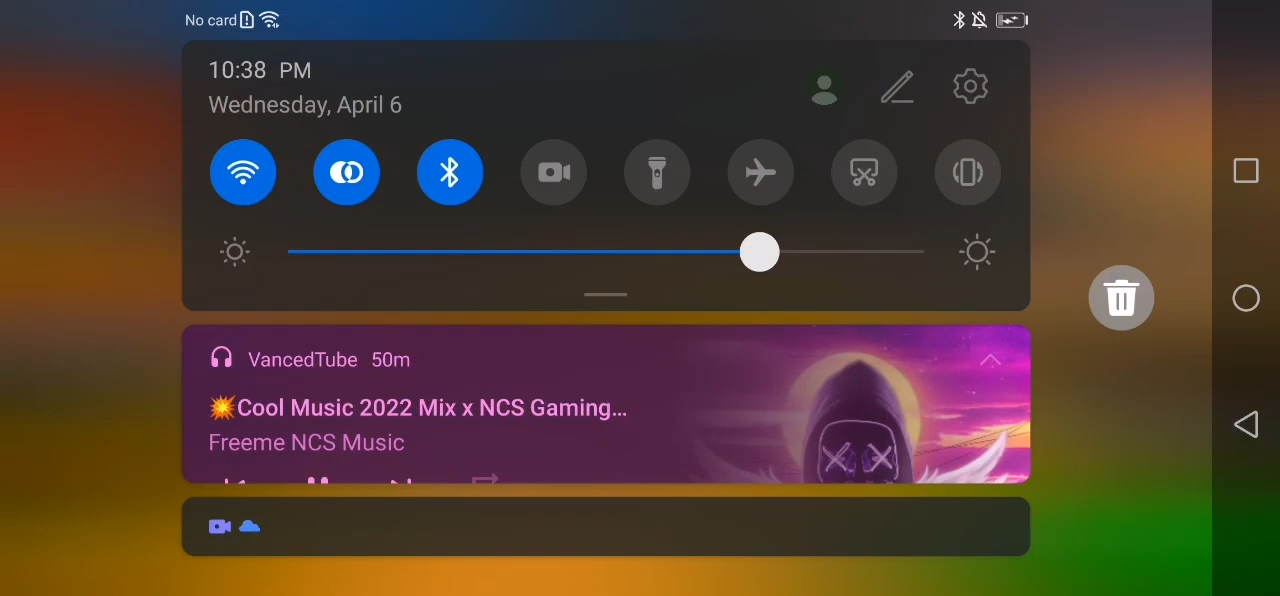 No card
10:38 PM
Wednesday, April 6
VancedTube 50m
💥Cool Music 2022 Mix x NCS Gaming...
Freeme NCS Music